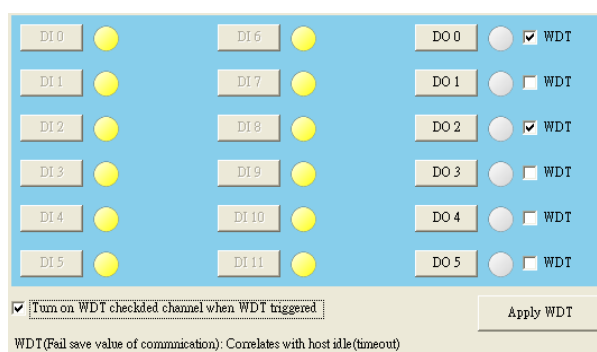 DI 0 DI 6 DO 0 WDT
DI 1 DI 7 DO 1 WDT
DI 2 DI 8 DO 2 WDT
DI 3 DI 9 DO 3 WDT
DI 4 DI 10 DO 4 WDT
DI 5 DI 11 DO 5 WDT
Turn on WDT checkded channel when WDT triggered Apply WDT
WDT(Fail save value of commnication): Correlates with host idle(timeout)